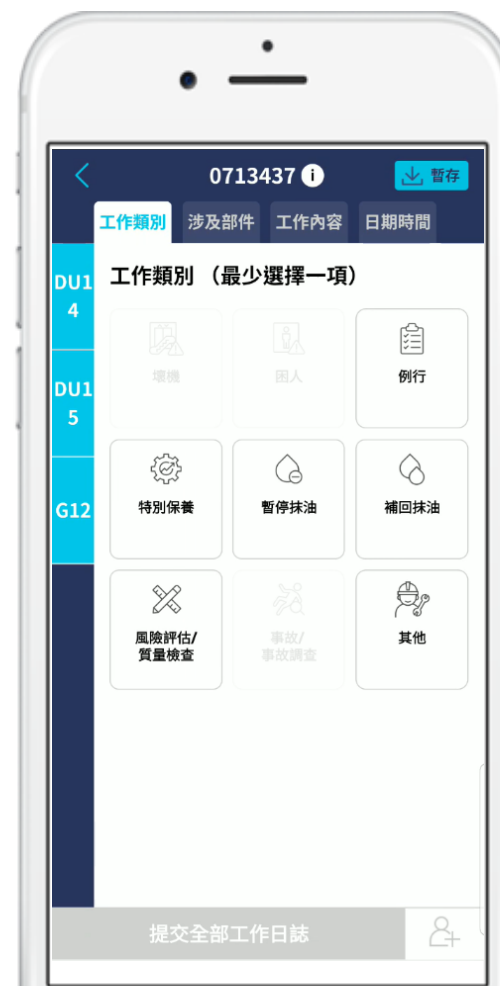 0713437
暫存
工作類別
涉及部件
工作內容
日期時間
DU1
4
DU1
5
G12
工作類別 （最少選擇一項）
壞機
困人
例行
特別保養
暫停抹油
補回抹油
風險評估/
質量檢查
事故/
事故調查
其他
提交全部工作日誌